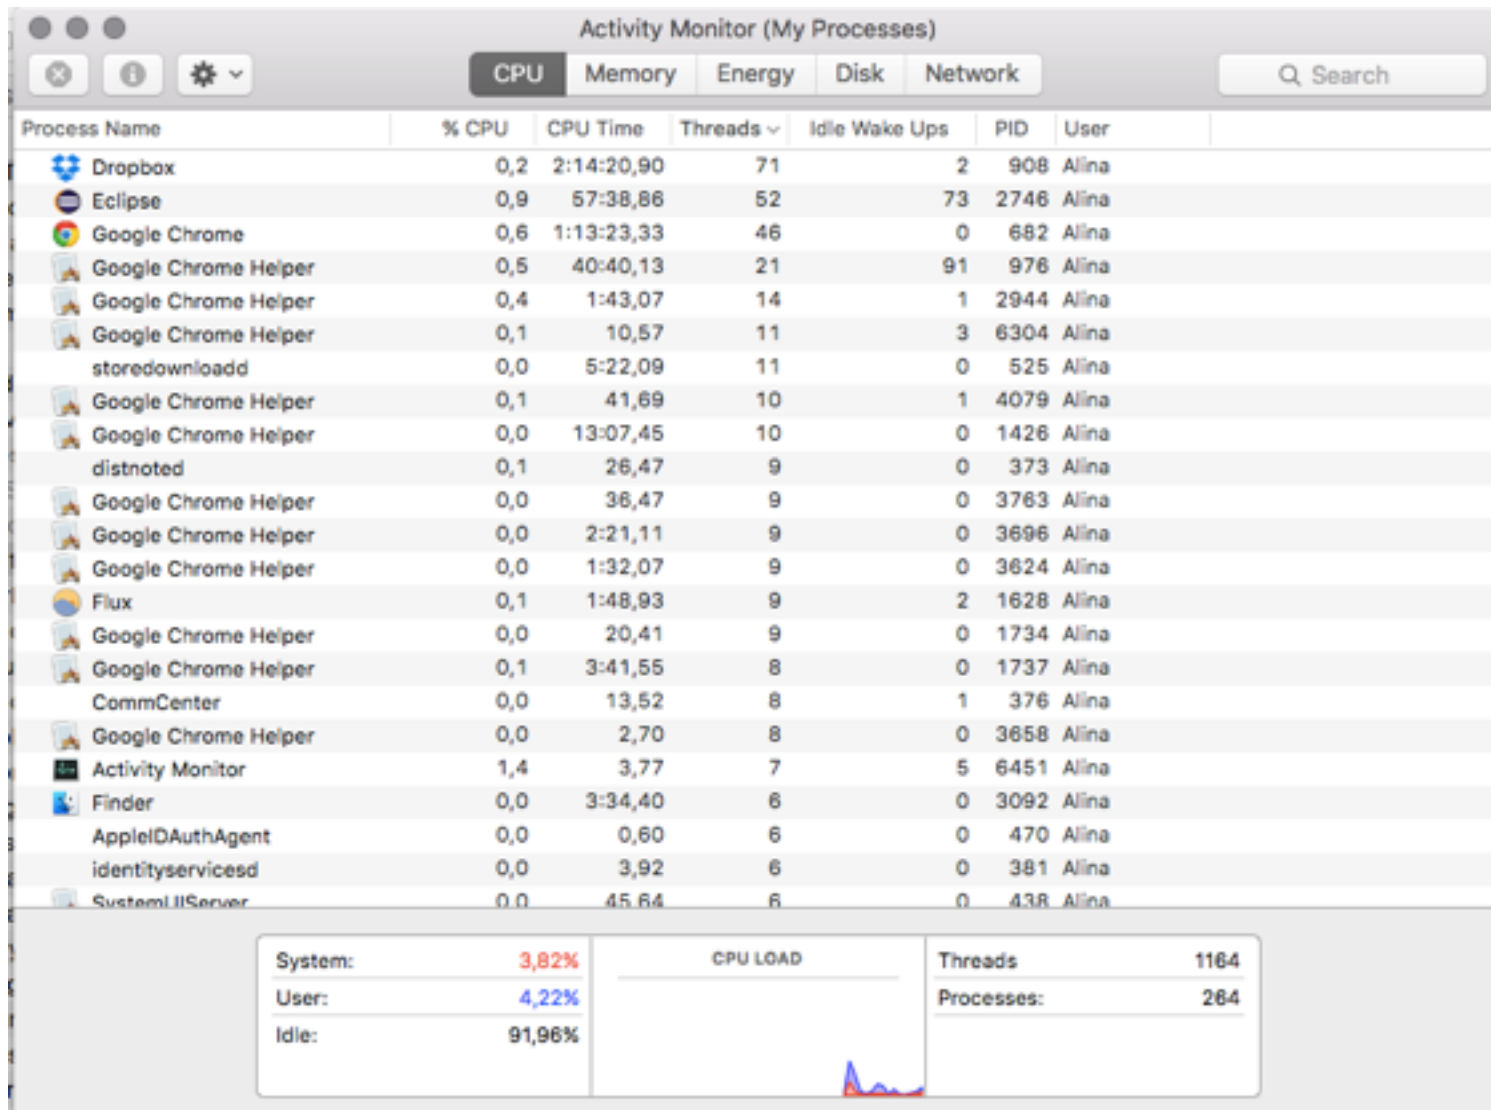 Activity Monitor (My Processes)
CPU Memory Energy Disk Network Search
Process Name % CPU CPU Time Threads Idle Wake Ups PID User
Dropbox 0,2 2:14:20,90 71 2 908 Alina
Eclipse 0,9 57:38,86 52 73 2746 Alina
Google Chrome 0,6 1:13:23,33 46 0 682 Alina
Google Chrome Helper 0,5 40:40,13 21 91 976 Alina
Google Chrome Helper 0,4 1:43,07 14 1 2944 Alina
Google Chrome Helper 0,1 10,57 11 3 6304 Alina
storedownloadd 0,0 5:22,09 11 0 525 Alina
Google Chrome Helper 0,1 41,69 10 1 4079 Alina
Google Chrome Helper 0,0 13:07,45 10 0 1426 Alina
distnoted 0,1 26,47 9 0 373 Alina
Google Chrome Helper 0,0 36,47 9 0 3763 Alina
Google Chrome Helper 0,0 2:21,11 9 0 3696 Alina
Google Chrome Helper 0,0 1:32,07 9 0 3624 Alina
Flux 0,1 1:48,93 9 2 1628 Alina
Google Chrome Helper 0,0 20,41 9 0 1734 Alina
Google Chrome Helper 0,1 3:41,55 8 0 1737 Alina
CommCenter 0,0 13,52 8 1 376 Alina
Google Chrome Helper 0,0 2,70 8 0 3658 Alina
Activity Monitor 1,4 3,77 7 5 6451 Alina
Finder 0,0 3:34,40 6 0 3092 Alina
AppleIDAuthAgent 0,0 0,60 6 0 470 Alina
identityservicesd 0,0 3,92 6 0 381 Alina
SystemUIServer 0,0 45,64 6 0 438 Alina
System: 3,82% CPU LOAD Threads 1164
User: 4,22% Processes: 264
Idle: 91,96%